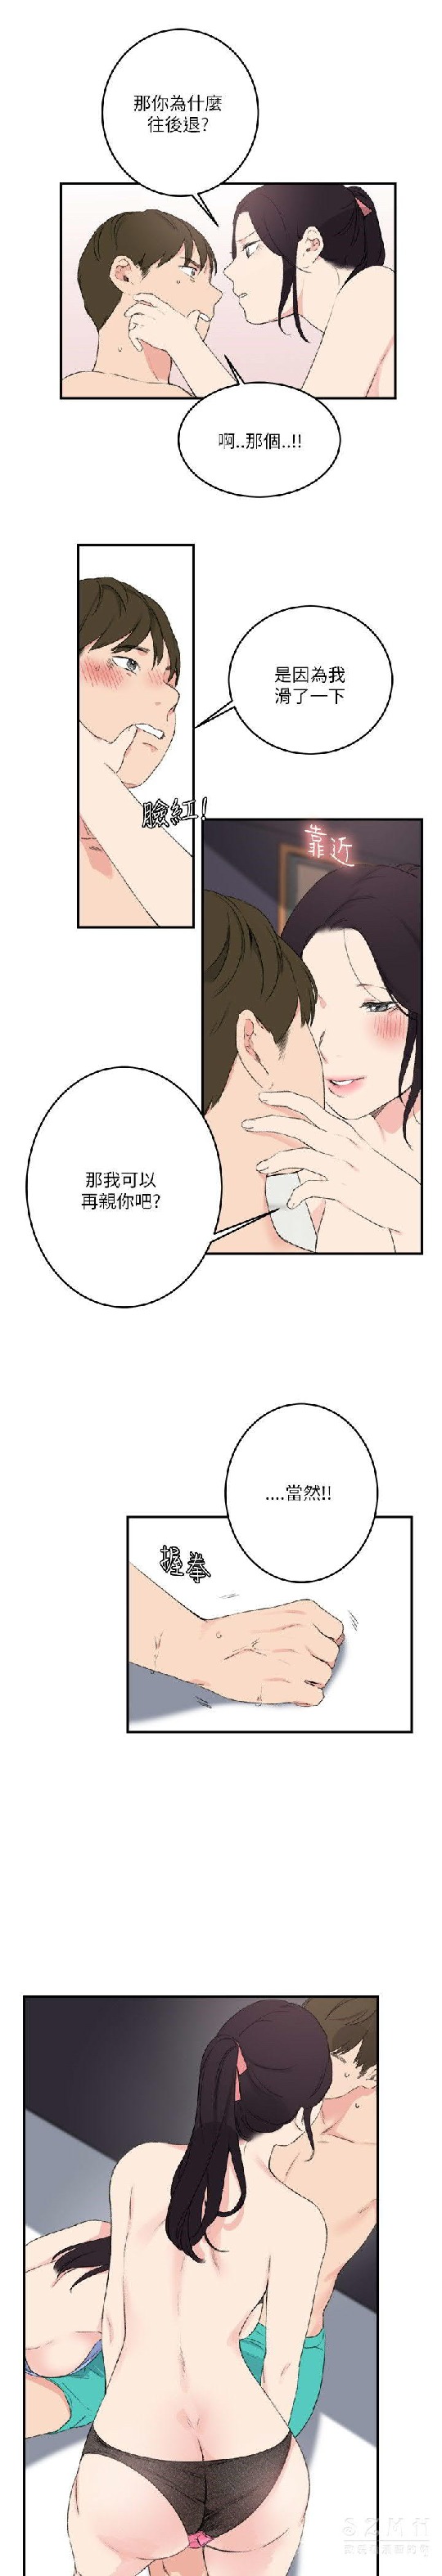 那你為什麼
往後退?
啊..那個..!!
是因為我
滑了一下
臉紅!
靠近
那我可以
再親你吧?
....當然!!
握拳